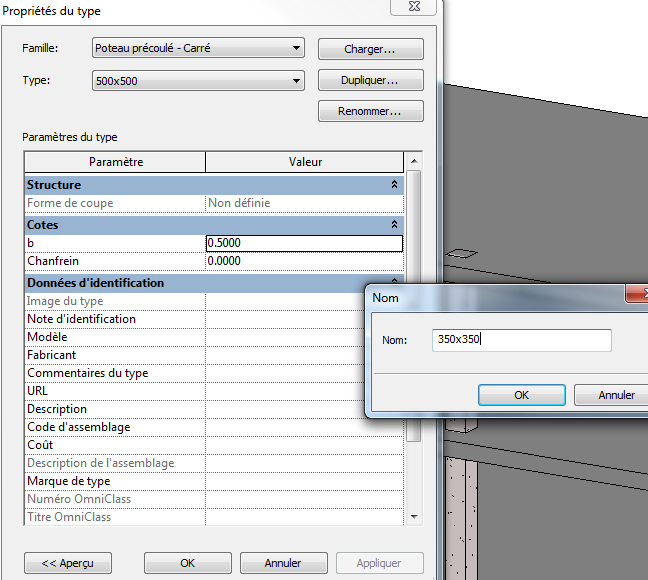 Propriétés du type
Famille: Poteau précoulé - Carré Charger...
Type: 500x500 Dupliquer...
Renommer...
Paramètres du type
Paramètre Valeur
Structure
Forme de coupe Non définie
Cotes
b 0.5000
Chanfrein 0.0000
Données d'identification
Image du type
Note d'identification
Modèle
Fabricant
Commentaires du type
URL
Description
Code d'assemblage
Coût
Description de l'assemblage
Marque de type
Numéro OmniClass
Titre OmniClass
<< Aperçu OK Annuler Appliquer
Nom
Nom: 350x350
OK Annuler